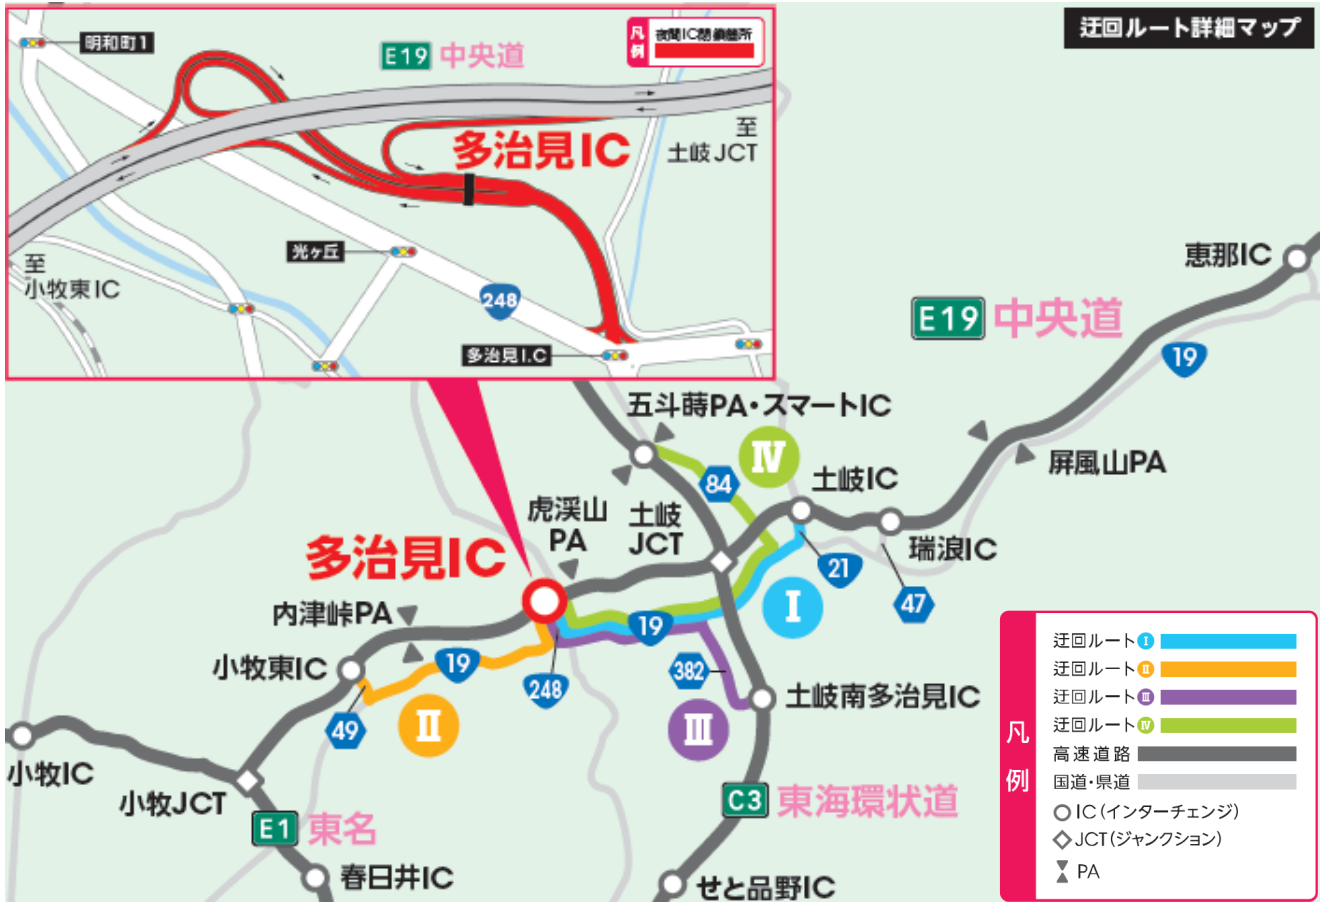 迂回ルート詳細マップ
明和町1
E19 中央道
凡例
夜間IC閉鎖箇所
多治見IC
至
土岐JCT
至
小牧東IC
光ヶ丘
248
多治見I.C
恵那IC
E19 中央道
19
五斗蒔PA・スマートIC
屏風山PA
Ⅳ
84
土岐IC
虎渓山
PA
土岐
JCT
瑞浪IC
多治見IC
21
47
Ⅰ
内津峠PA
19
小牧東IC
19
382
248
土岐南多治見IC
49
Ⅱ
Ⅲ
小牧IC
小牧JCT
C3 東海環状道
E1 東名
春日井IC
せと品野IC
凡例
迂回ルートⅠ
迂回ルートⅡ
迂回ルートⅢ
迂回ルートⅣ
高速道路
国道・県道
IC(インターチェンジ)
JCT(ジャンクション)
PA